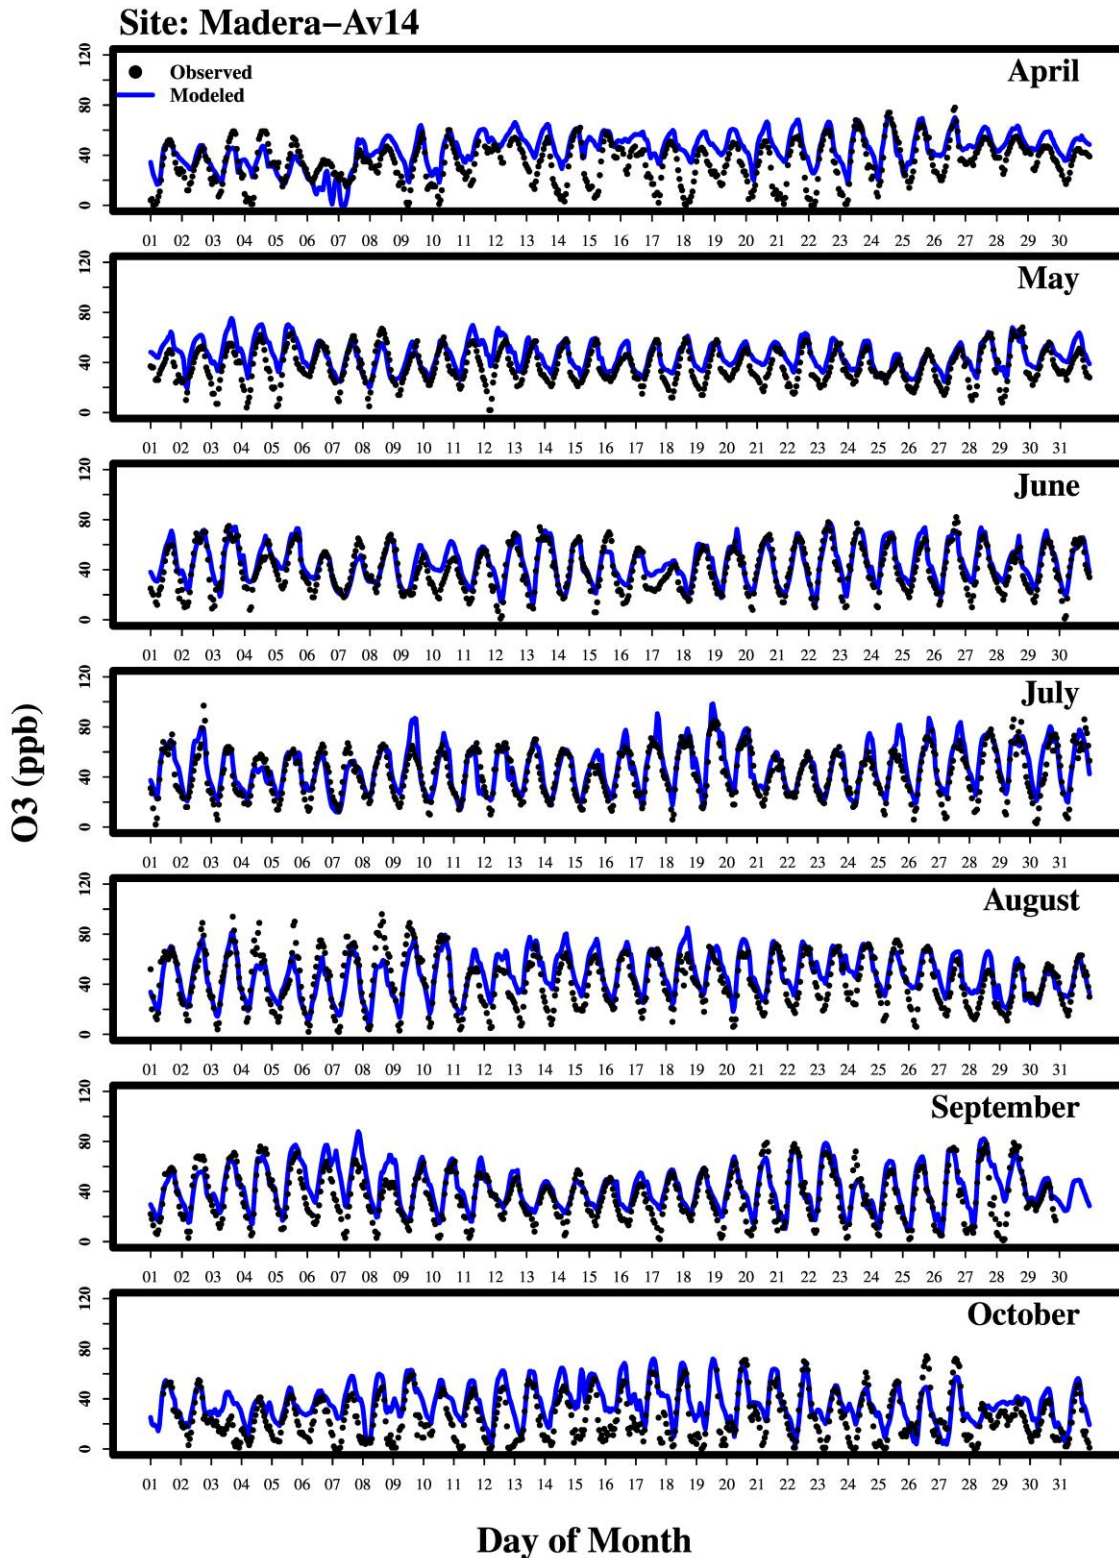 Site: Madera−Av14
Observed
Modeled
April
0 40 80 120
01 02 03 04 05 06 07 08 09 10 11 12 13 14 15 16 17 18 19 20 21 22 23 24 25 26 27 28 29 30
May
0 40 80 120
01 02 03 04 05 06 07 08 09 10 11 12 13 14 15 16 17 18 19 20 21 22 23 24 25 26 27 28 29 30 31
June
0 40 80 120
01 02 03 04 05 06 07 08 09 10 11 12 13 14 15 16 17 18 19 20 21 22 23 24 25 26 27 28 29 30
July
0 40 80 120
01 02 03 04 05 06 07 08 09 10 11 12 13 14 15 16 17 18 19 20 21 22 23 24 25 26 27 28 29 30 31
O3 (ppb)
August
0 40 80 120
01 02 03 04 05 06 07 08 09 10 11 12 13 14 15 16 17 18 19 20 21 22 23 24 25 26 27 28 29 30 31
September
0 40 80 120
01 02 03 04 05 06 07 08 09 10 11 12 13 14 15 16 17 18 19 20 21 22 23 24 25 26 27 28 29 30
October
0 40 80 120
01 02 03 04 05 06 07 08 09 10 11 12 13 14 15 16 17 18 19 20 21 22 23 24 25 26 27 28 29 30 31
Day of Month